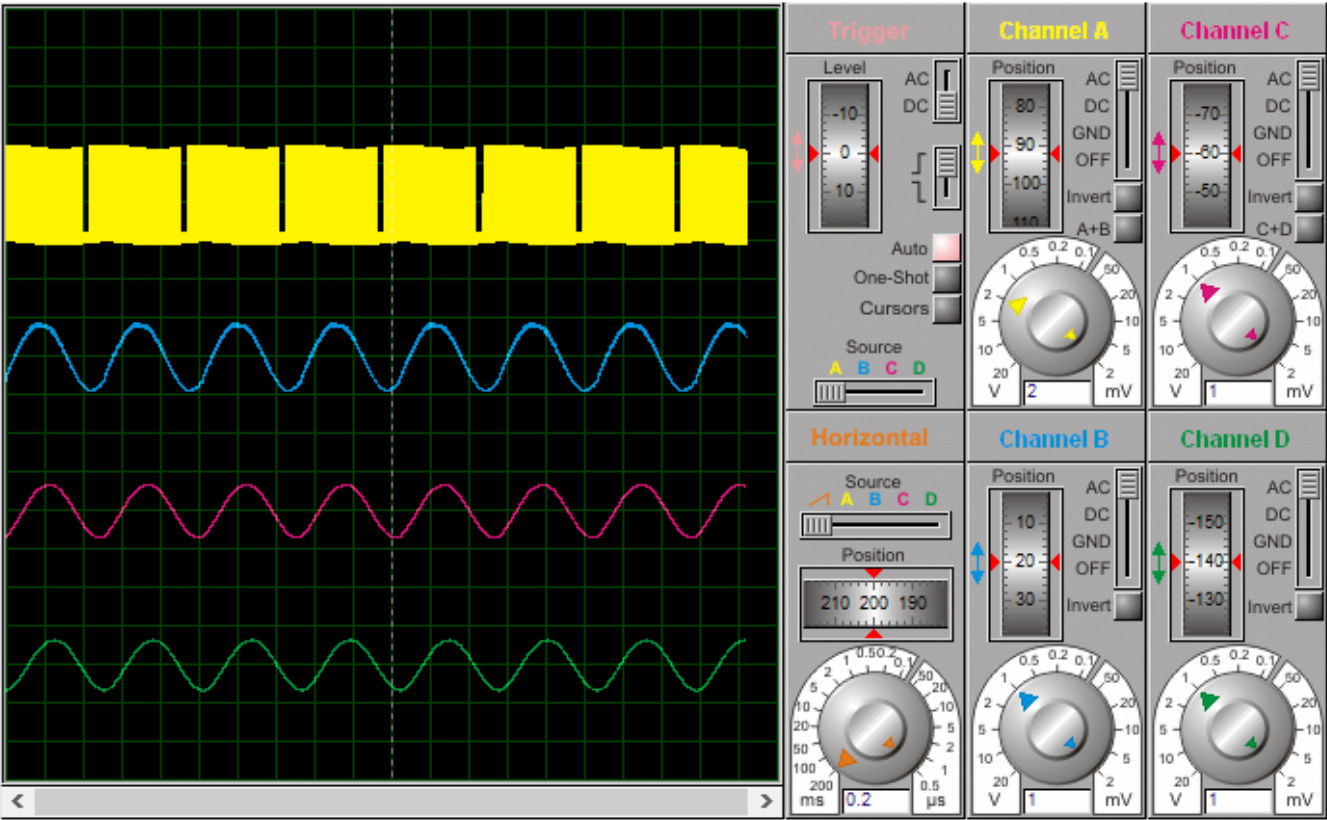 Trigger
Level
-10
0
10
AC
DC
Auto
One-Shot
Cursors
Source
A B C D
Channel A
Position
80
90
100
110
AC
DC
GND
OFF
Invert
A+B
20 10 5 2 1 0.5 0.2 0.1 50 20 10 5 2
V
2
mV
Channel C
Position
-70
-60
-50
AC
DC
GND
OFF
Invert
C+D
20 10 5 2 1 0.5 0.2 0.1 50 20 10 5 2
V
1
mV
Horizontal
Source
A B C D
Position
210 200 190
200 100 50 20 10 5 2 1 0.5 0.2 0.1 50 20 10 5 2 1 0.5
ms
0.2
µs
Channel B
Position
10
20
30
AC
DC
GND
OFF
Invert
20 10 5 2 1 0.5 0.2 0.1 50 20 10 5 2
V
1
mV
Channel D
Position
-150
-140
-130
AC
DC
GND
OFF
Invert
20 10 5 2 1 0.5 0.2 0.1 50 20 10 5 2
V
1
mV